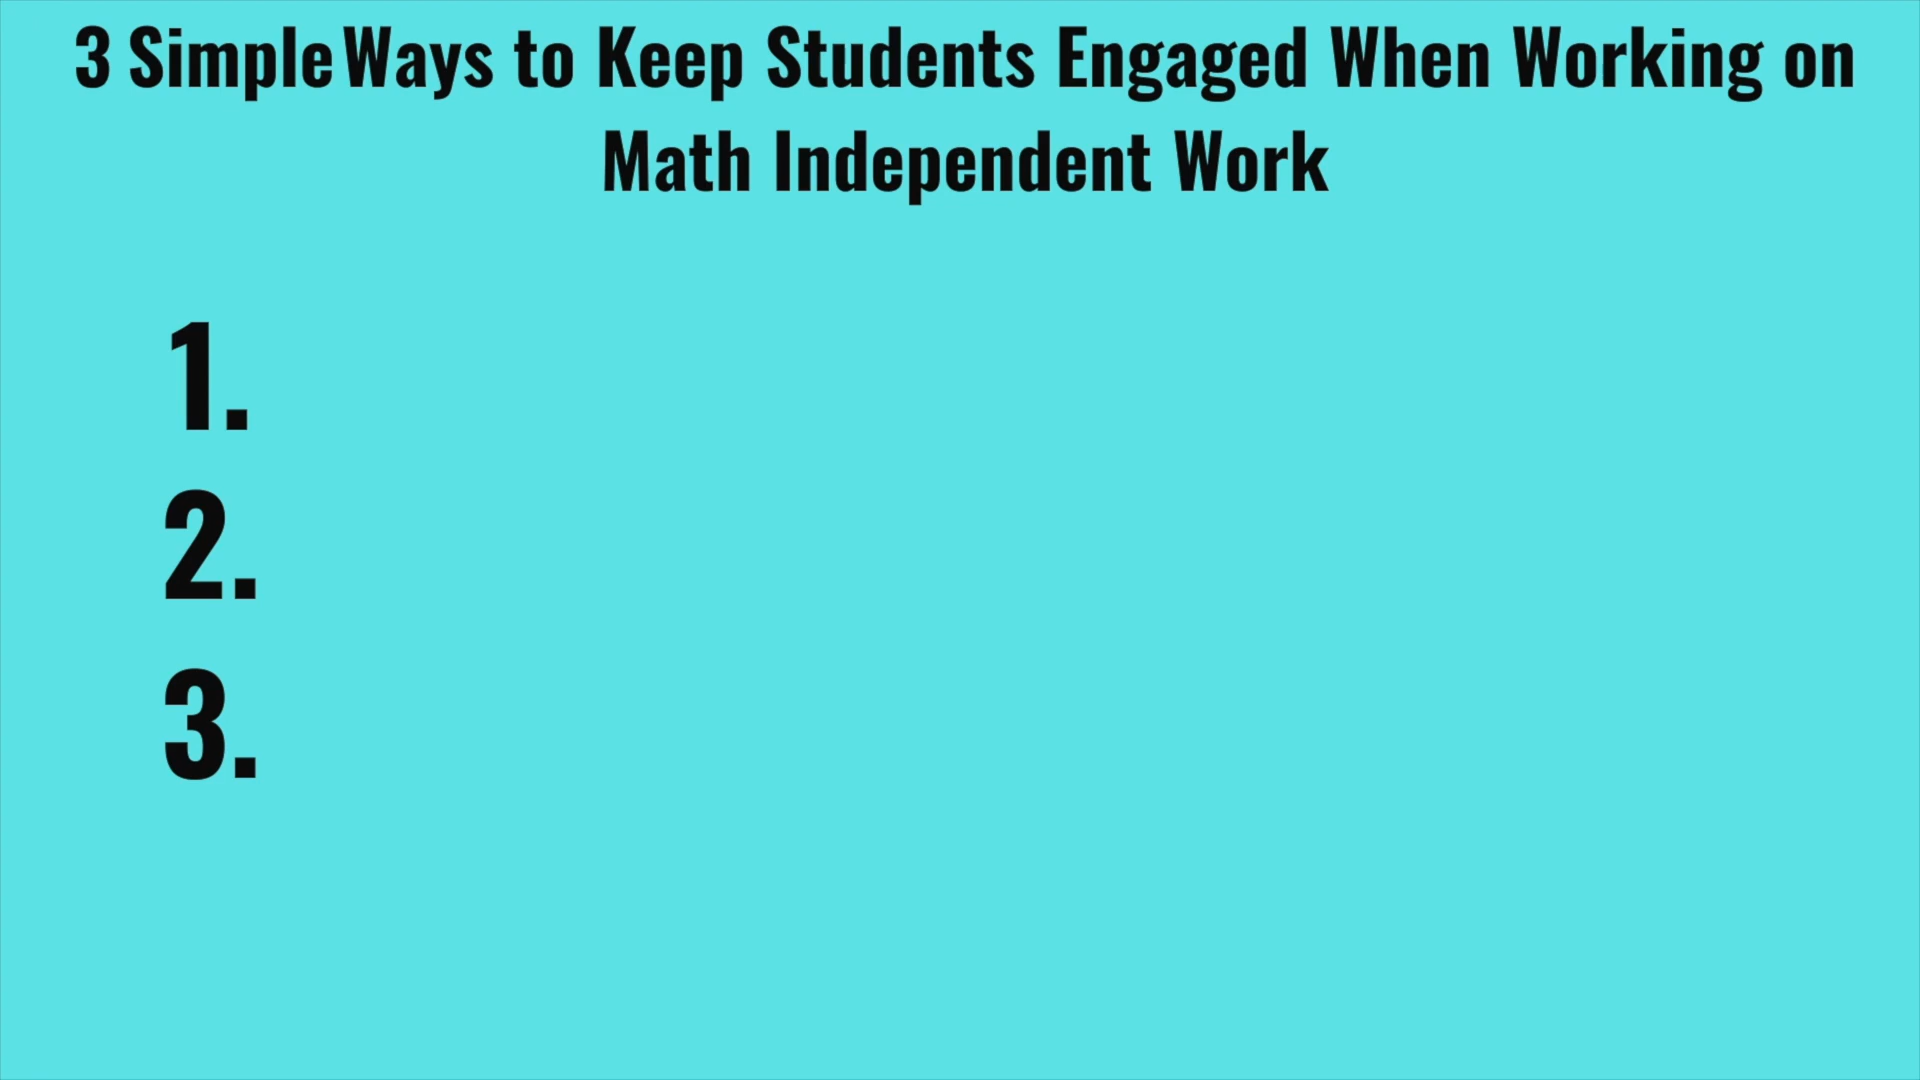 3 Simple Ways to Keep Students Engaged When Working on
Math Independent Work
1.
2.
3.